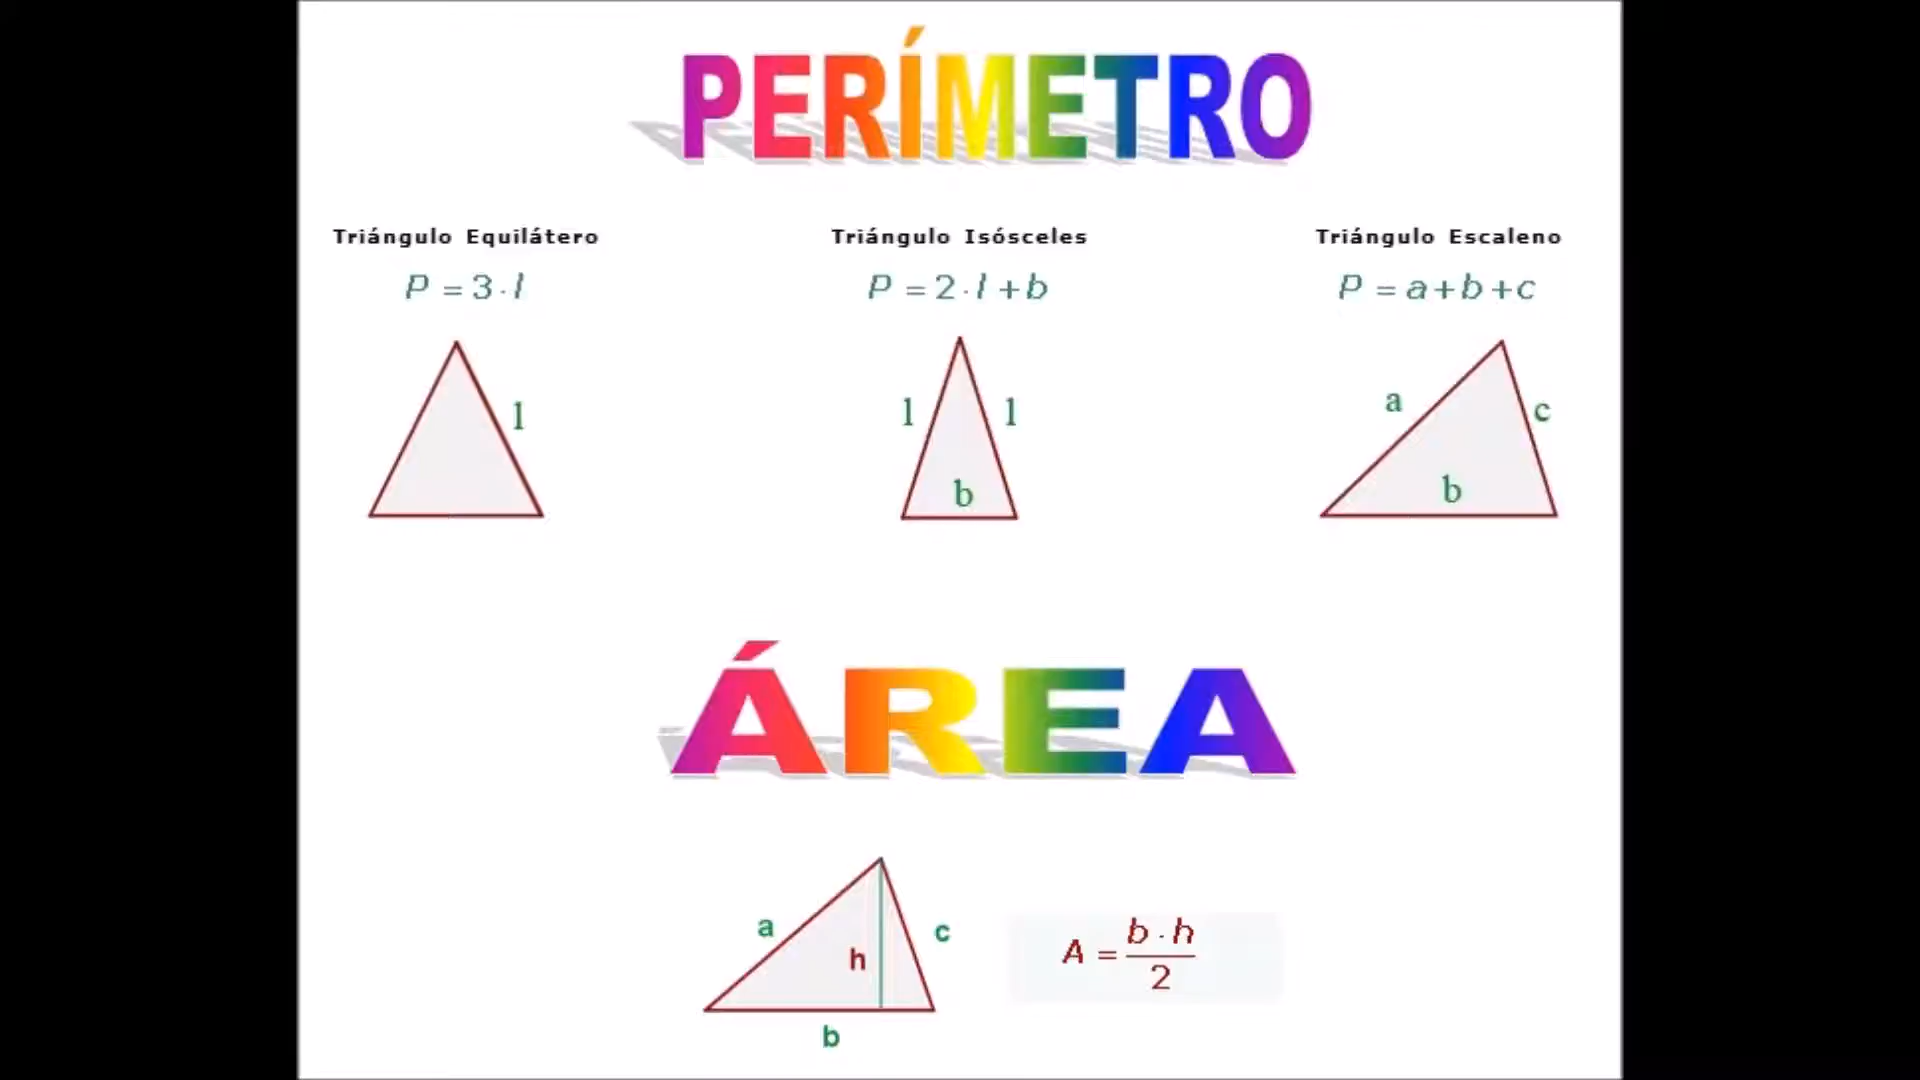 PERÍMETRO
Triángulo Equilátero
P = 3 · l
l
Triángulo Isósceles
P = 2 · l + b
l l
b
Triángulo Escaleno
P = a + b + c
a c
b
ÁREA
a
h
c
b
A = b · h / 2